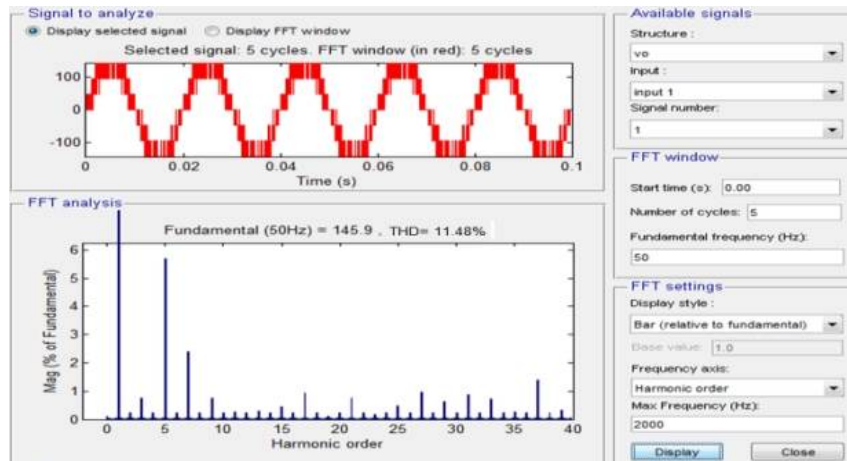 Signal to analyze
Display selected signal Display FFT window
Selected signal: 5 cycles. FFT window (in red): 5 cycles
100
0
-100
0 0.02 0.04 0.06 0.08 0.1
Time (s)
FFT analysis
Fundamental (50Hz) = 145.9 , THD= 11.48%
6
5
4
3
2
1
0
Mag (% of Fundamental)
0 5 10 15 20 25 30 35 40
Harmonic order
Available signals
Structure :
vo
Input :
input 1
Signal number:
1
FFT window
Start time (s): 0.00
Number of cycles: 5
Fundamental frequency (Hz):
50
FFT settings
Display style :
Bar (relative to fundamental)
Base value: 1.0
Frequency axis:
Harmonic order
Max Frequency (Hz):
2000
Display Close